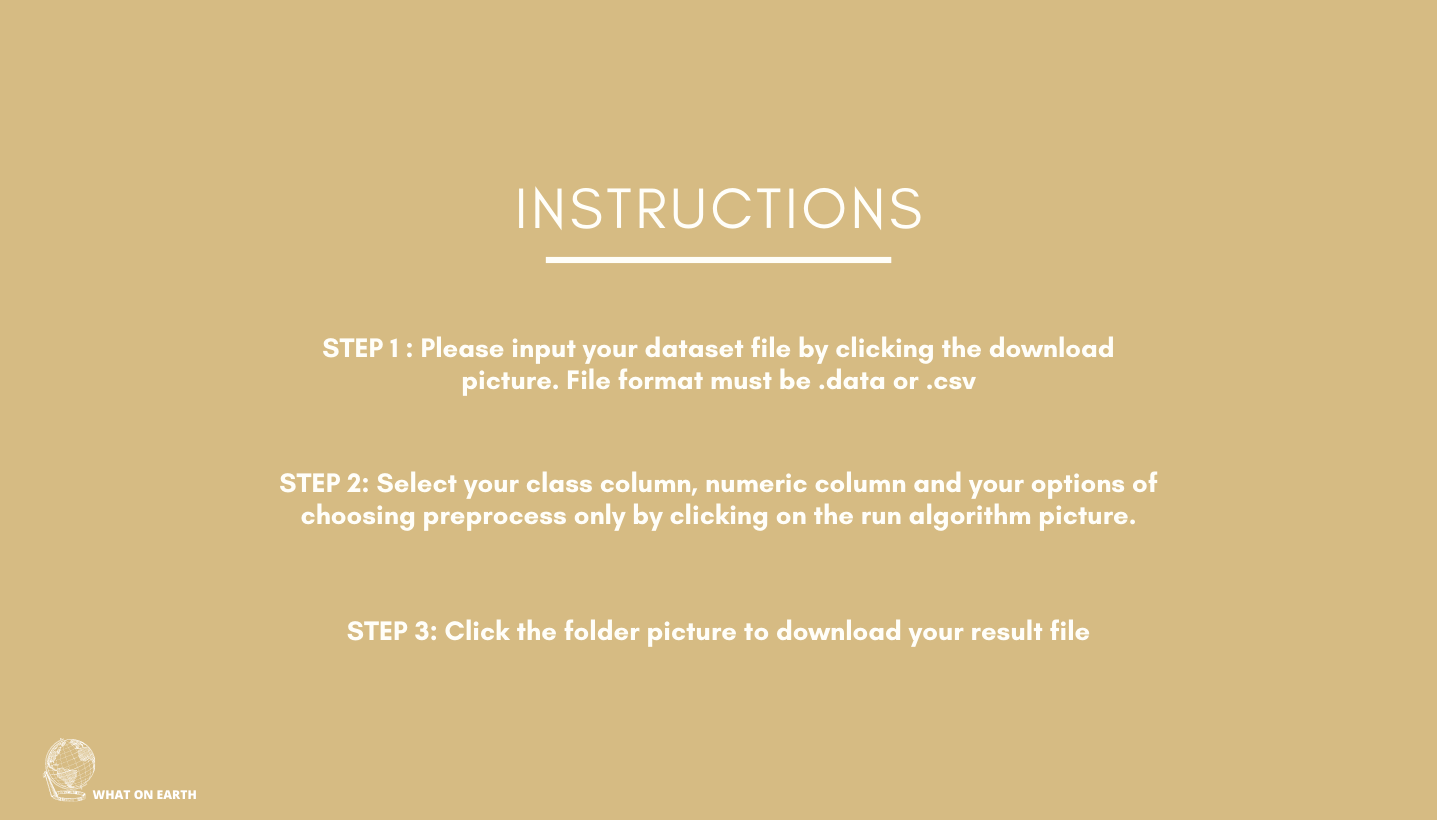 INSTRUCTIONS
STEP 1 : Please input your dataset file by clicking the download
picture. File format must be .data or .csv
STEP 2: Select your class column, numeric column and your options of
choosing preprocess only by clicking on the run algorithm picture.
STEP 3: Click the folder picture to download your result file
WHAT ON EARTH